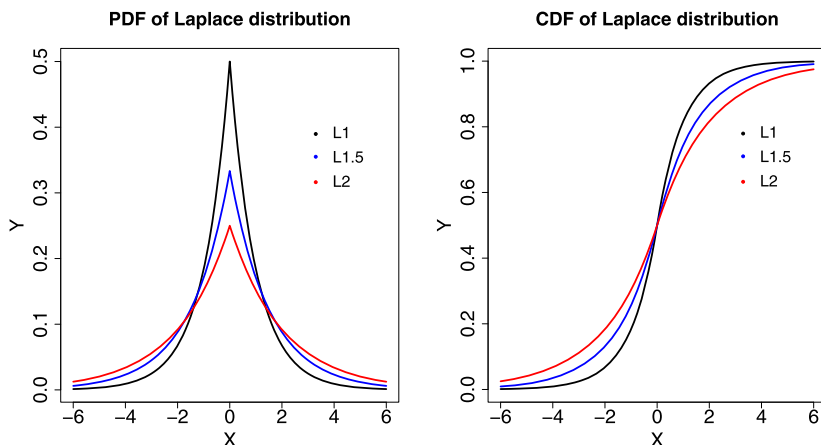 PDF of Laplace distribution
Y
0.5
0.4
0.3
0.2
0.1
0.0
L1
L1.5
L2
−6 −4 −2 0 2 4 6
X
CDF of Laplace distribution
Y
1.0
0.8
0.6
0.4
0.2
0.0
L1
L1.5
L2
−6 −4 −2 0 2 4 6
X